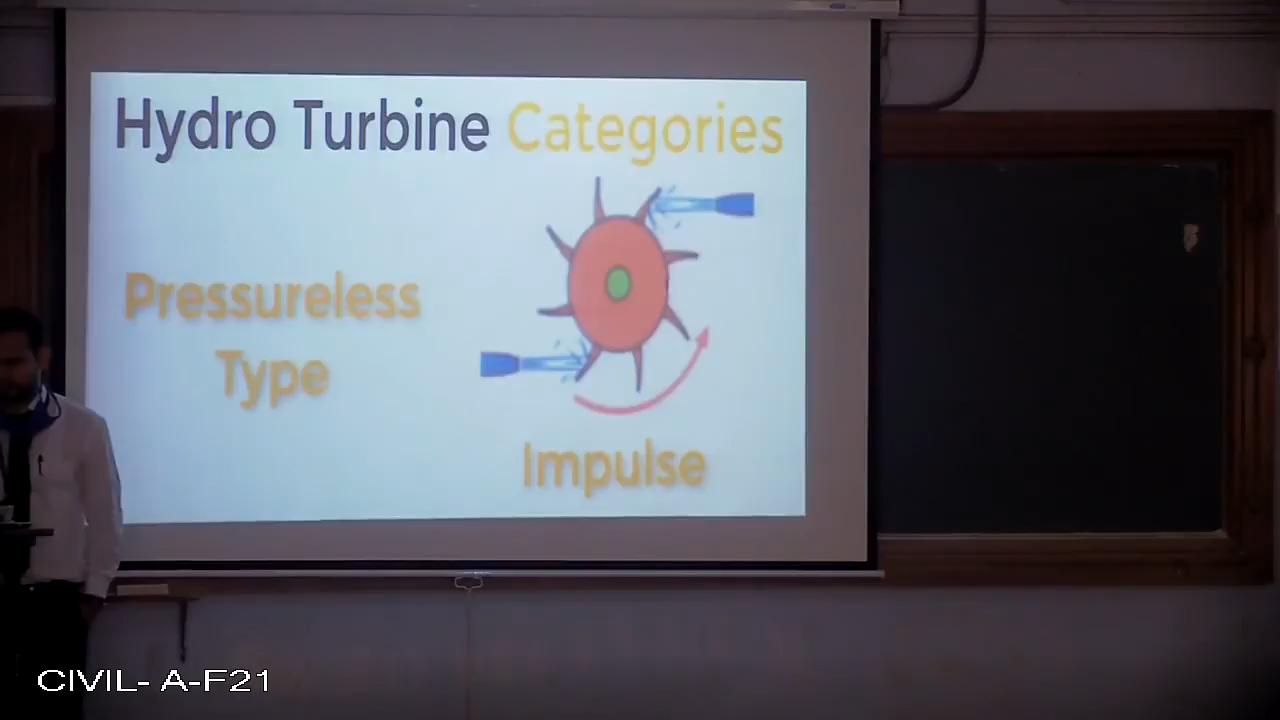 Hydro Turbine Categories
Pressureless
Type
Impulse
CIVIL- A-F21